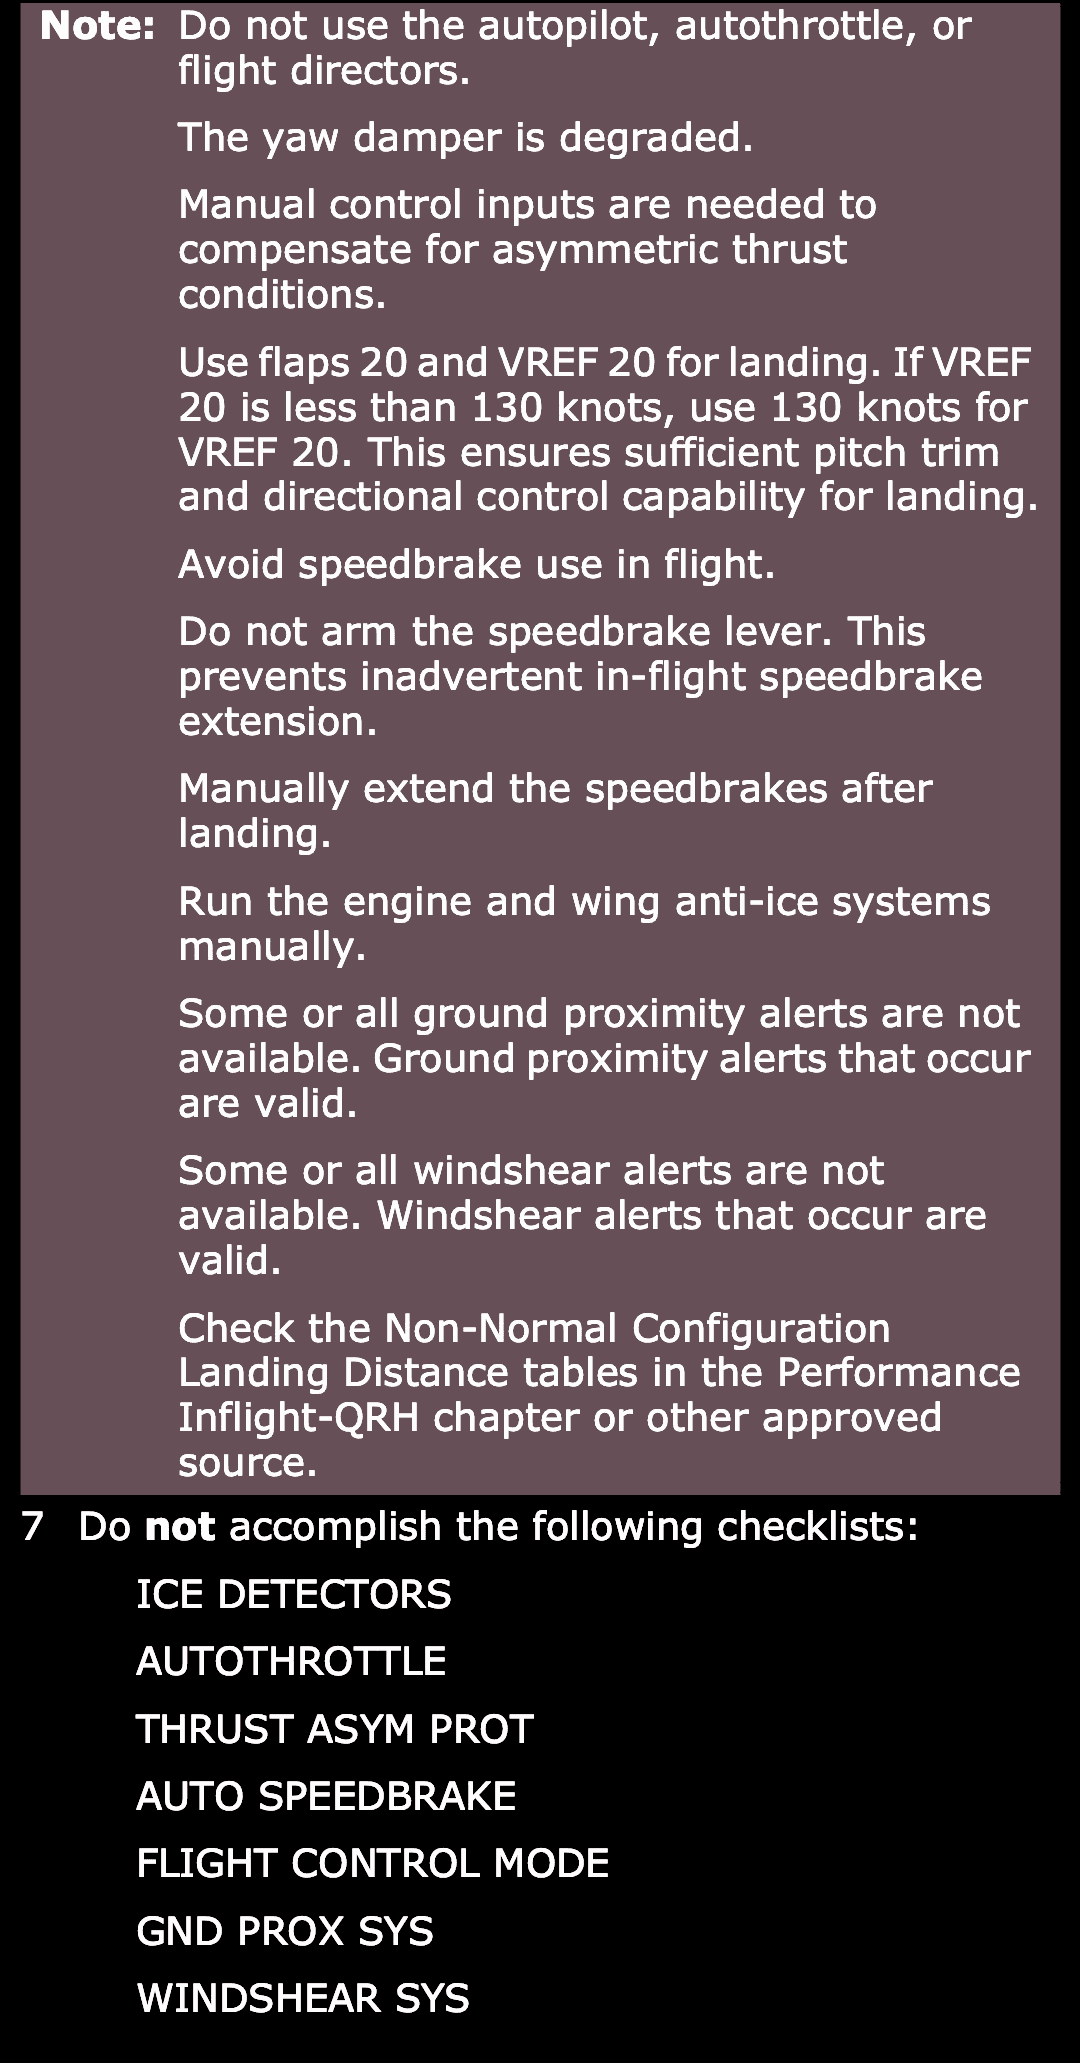 Note: Do not use the autopilot, autothrottle, or
flight directors.
The yaw damper is degraded.
Manual control inputs are needed to
compensate for asymmetric thrust
conditions.
Use flaps 20 and VREF 20 for landing. If VREF
20 is less than 130 knots, use 130 knots for
VREF 20. This ensures sufficient pitch trim
and directional control capability for landing.
Avoid speedbrake use in flight.
Do not arm the speedbrake lever. This
prevents inadvertent in-flight speedbrake
extension.
Manually extend the speedbrakes after
landing.
Run the engine and wing anti-ice systems
manually.
Some or all ground proximity alerts are not
available. Ground proximity alerts that occur
are valid.
Some or all windshear alerts are not
available. Windshear alerts that occur are
valid.
Check the Non-Normal Configuration
Landing Distance tables in the Performance
Inflight-QRH chapter or other approved
source.
7 Do not accomplish the following checklists:
ICE DETECTORS
AUTOTHROTTLE
THRUST ASYM PROT
AUTO SPEEDBRAKE
FLIGHT CONTROL MODE
GND PROX SYS
WINDSHEAR SYS